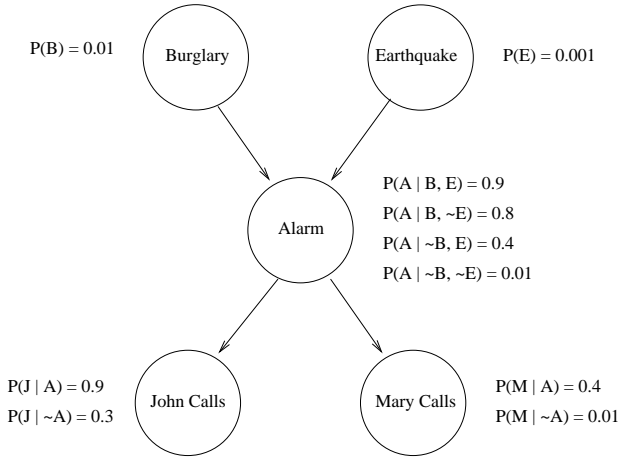 P(B) = 0.01
Burglary
Earthquake
P(E) = 0.001
Alarm
P(A | B, E) = 0.9
P(A | B, ~E) = 0.8
P(A | ~B, E) = 0.4
P(A | ~B, ~E) = 0.01
P(J | A) = 0.9
P(J | ~A) = 0.3
John Calls
Mary Calls
P(M | A) = 0.4
P(M | ~A) = 0.01